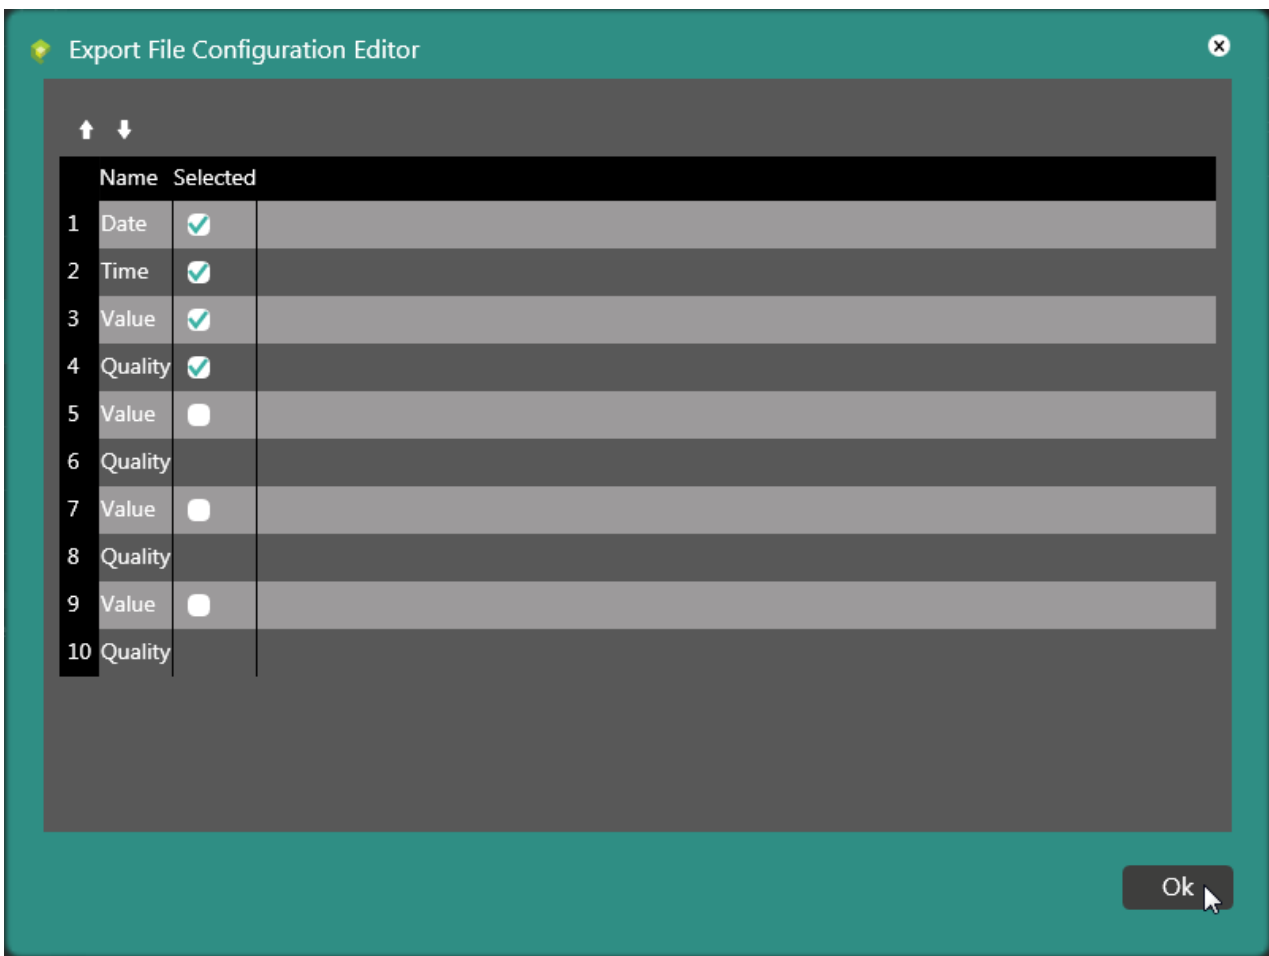 Export File Configuration Editor
Name Selected
1 Date
2 Time
3 Value
4 Quality
5 Value
6 Quality
7 Value
8 Quality
9 Value
10 Quality
Ok